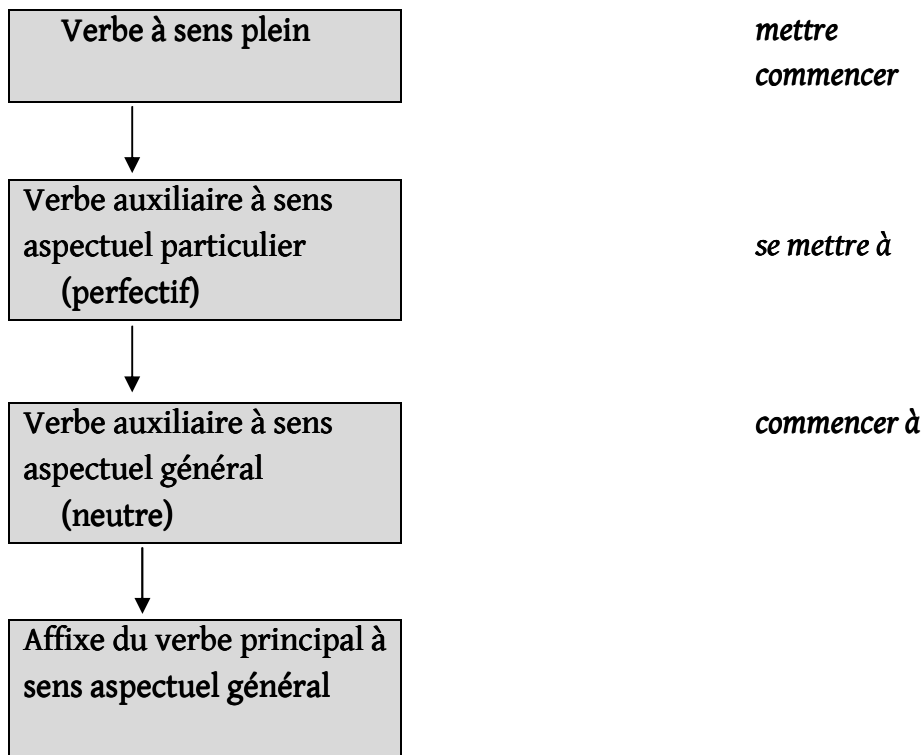 Verbe à sens plein
mettre
commencer
Verbe auxiliaire à sens
aspectuel particulier
(perfectif)
se mettre à
Verbe auxiliaire à sens
aspectuel général
(neutre)
commencer à
Affixe du verbe principal à
sens aspectuel général